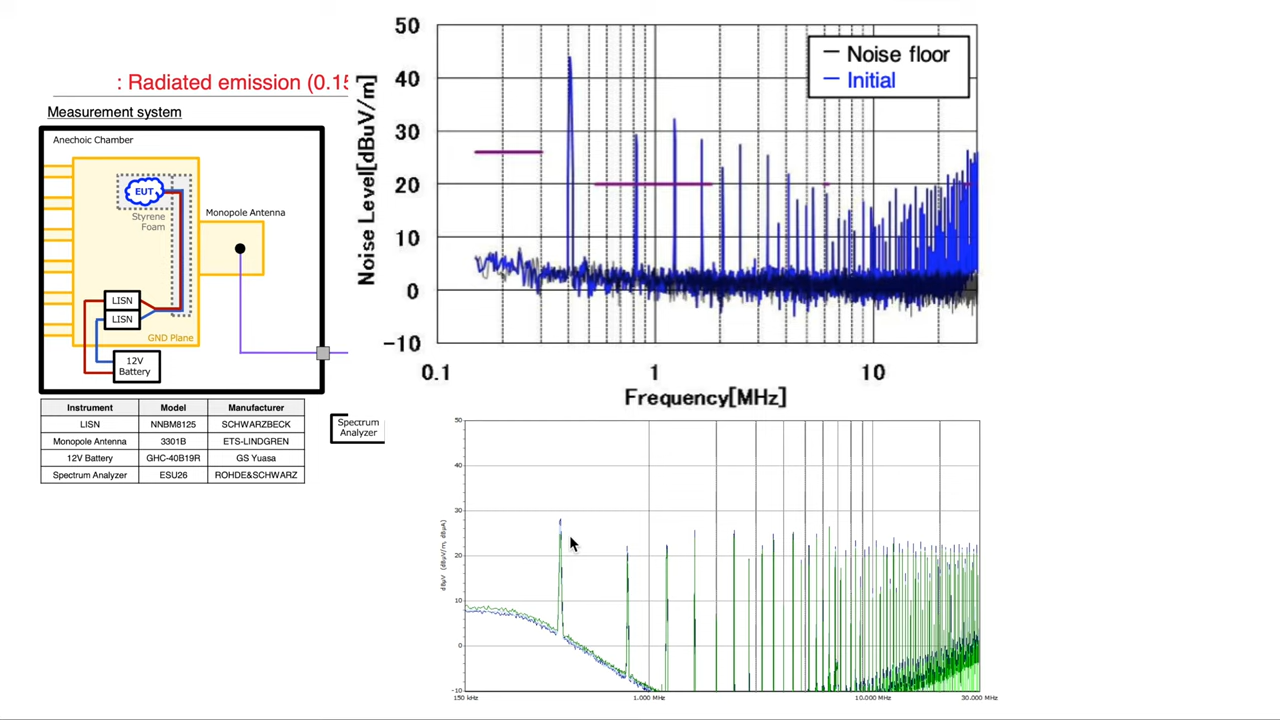 : Radiated emission (0.15
Measurement system
Anechoic Chamber
EUT
Styrene
Foam
Monopole Antenna
LISN
LISN
GND Plane
12V
Battery
Instrument Model Manufacturer
LISN NNBM8125 SCHWARZBECK
Monopole Antenna 3301B ETS-LINDGREN
12V Battery GHC-40B19R GS Yuasa
Spectrum Analyzer ESU26 ROHDE&SCHWARZ
Spectrum
Analyzer
Noise Level[dBuV/m]
50
40
30
20
10
0
-10
Noise floor
Initial
0.1 1 10
Frequency[MHz]
dBµV (dBµV/m, dBµA)
50
40
30
20
10
0
-10
150 kHz 1.000 MHz 10.000 MHz 30.000 MHz